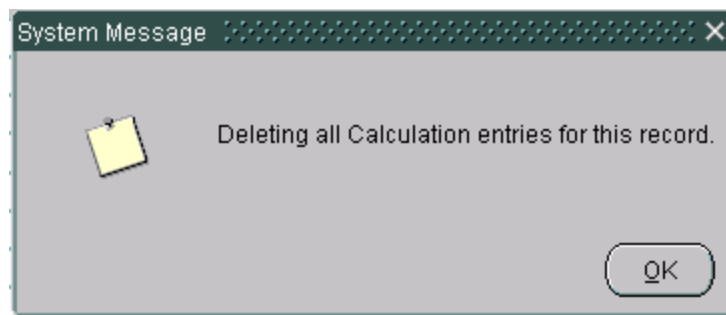 System Message
Deleting all Calculation entries for this record.
OK